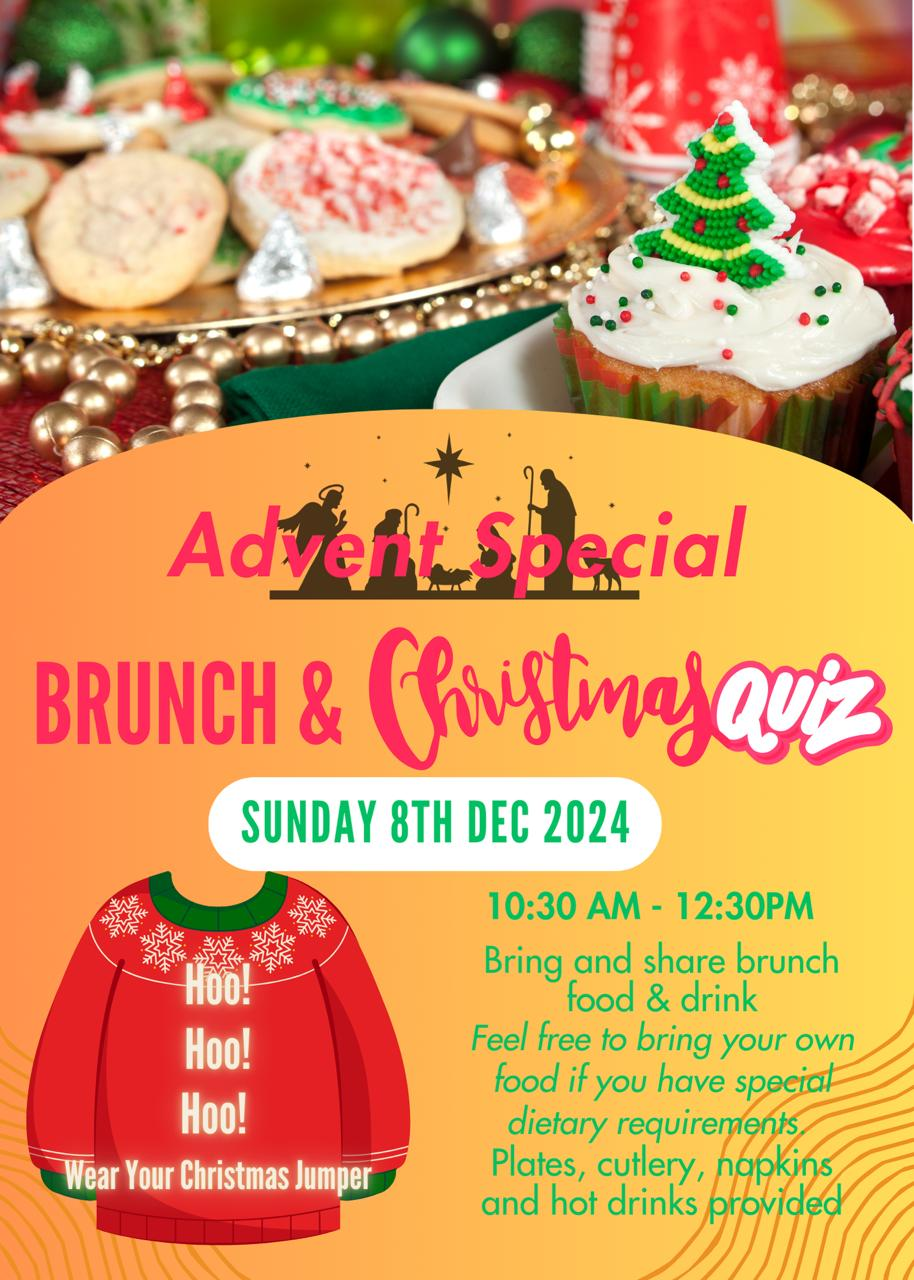 Advent Special
BRUNCH & Christmas QUIZ
SUNDAY 8TH DEC 2024
Hoo!
Hoo!
Hoo!
Wear Your Christmas Jumper
10:30 AM - 12:30PM
Bring and share brunch
food & drink
Feel free to bring your own
food if you have special
dietary requirements.
Plates, cutlery, napkins
and hot drinks provided